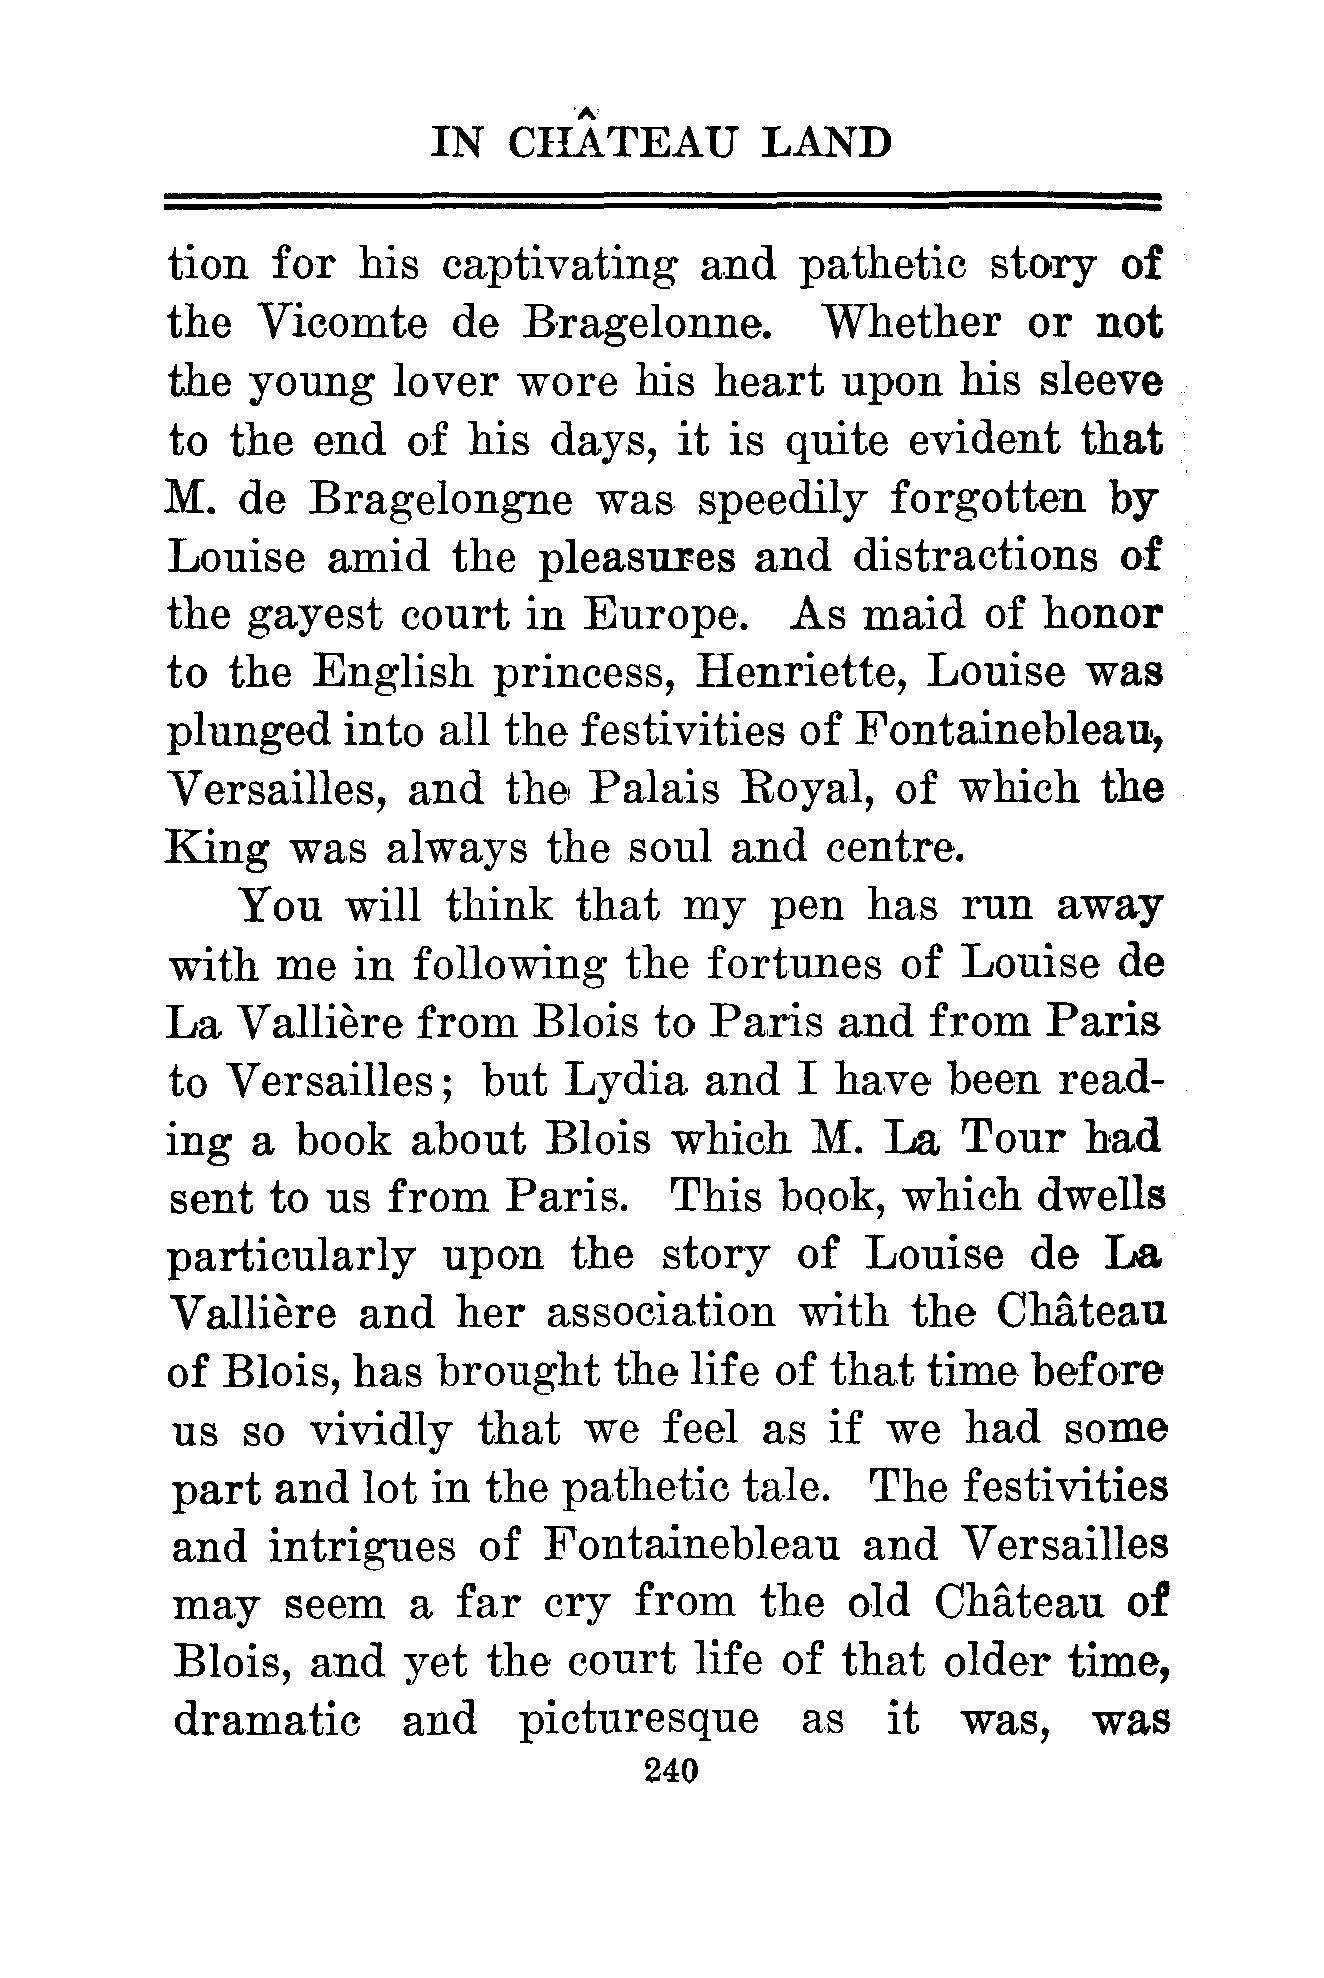 IN CHÂTEAU LAND
tion for his captivating and pathetic story of
the Vicomte de Bragelonne. Whether or not
the young lover wore his heart upon his sleeve
to the end of his days, it is quite evident that
M. de Bragelongne was speedily forgotten by
Louise amid the pleasures and distractions of
the gayest court in Europe. As maid of honor
to the English princess, Henriette, Louise was
plunged into all the festivities of Fontainebleau,
Versailles, and the Palais Royal, of which the
King was always the soul and centre.
You will think that my pen has run away
with me in following the fortunes of Louise de
La Vallière from Blois to Paris and from Paris
to Versailles; but Lydia and I have been read-
ing a book about Blois which M. La Tour had
sent to us from Paris. This book, which dwells
particularly upon the story of Louise de La
Vallière and her association with the Château
of Blois, has brought the life of that time before
us so vividly that we feel as if we had some
part and lot in the pathetic tale. The festivities
and intrigues of Fontainebleau and Versailles
may seem a far cry from the old Château of
Blois, and yet the court life of that older time,
dramatic and picturesque as it was, was
240